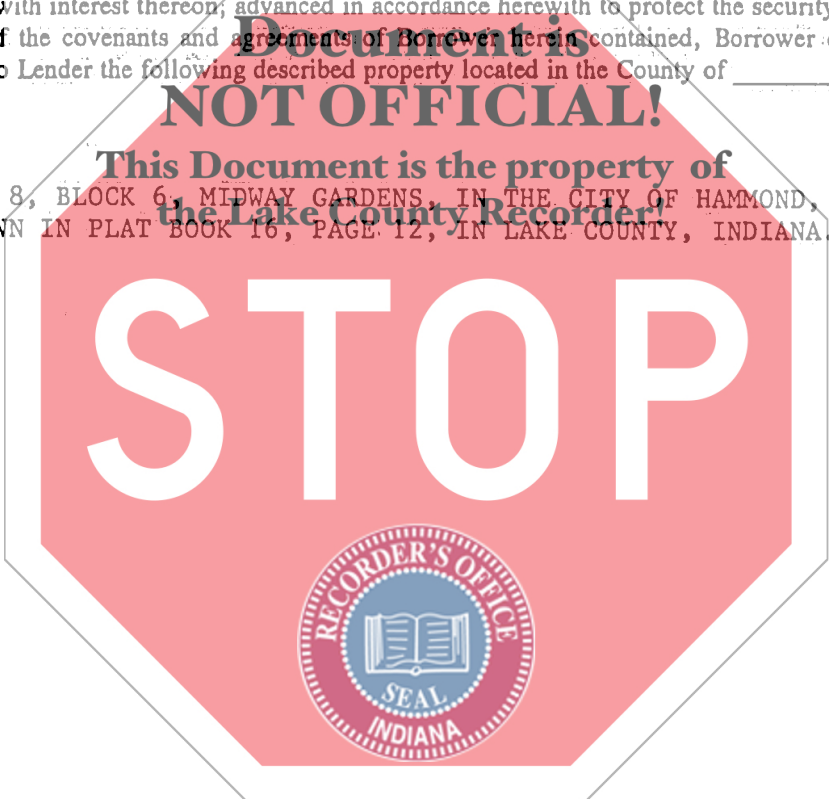 with interest thereon, advanced in accordance herewith to protect the security
Document is
f the covenants and agreements of Borrower herein contained, Borrower
o Lender the following described property located in the County of
NOT OFFICIAL!
This Document is the property of
8, BLOCK 6, MIDWAY GARDENS, IN THE CITY OF HAMMOND,
the Lake County Recorder!
WN IN PLAT BOOK 16, PAGE 12, IN LAKE COUNTY, INDIANA.
STOP
RECORDER'S OFFICE
SEAL
INDIANA